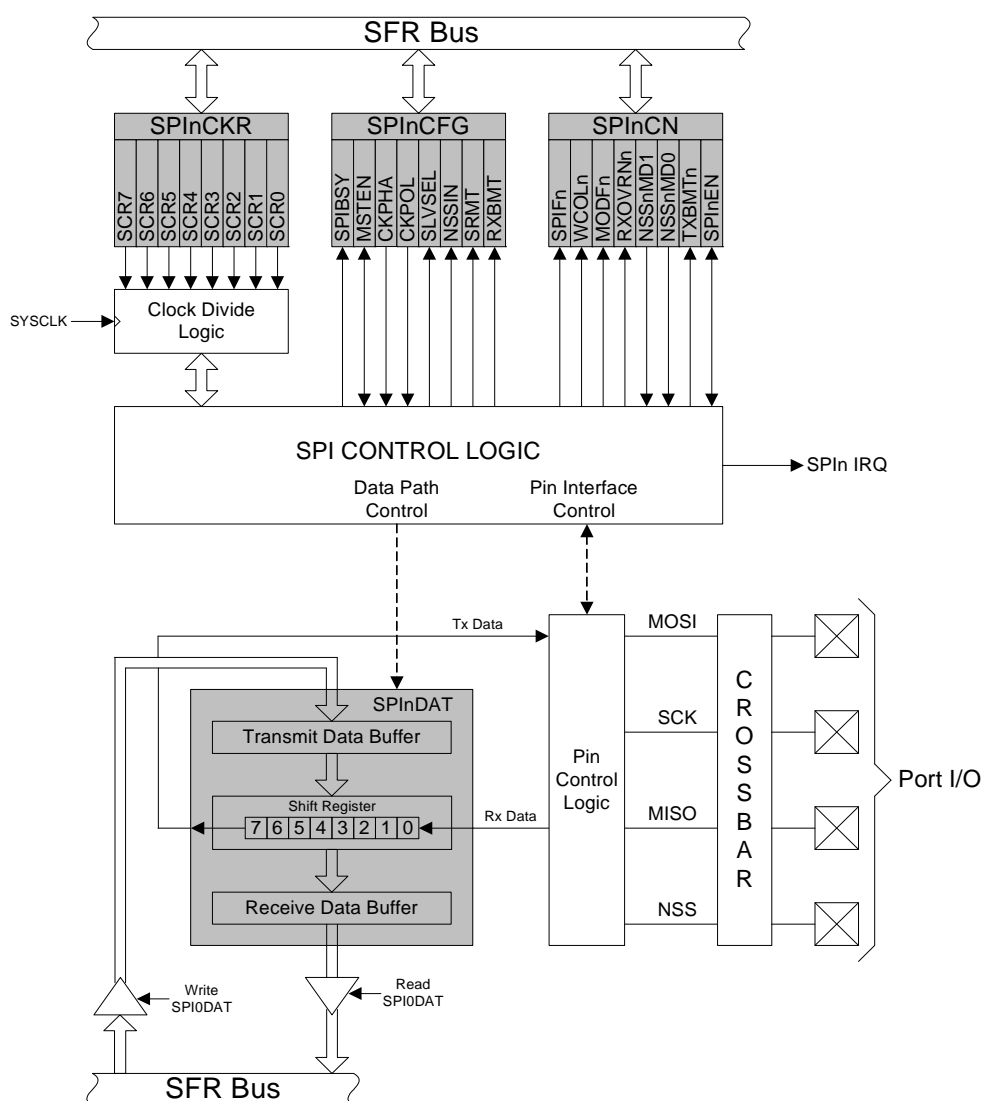 SFR Bus
SPInCKR
SPInCFG
SPInCN
SCR7
SCR6
SCR5
SCR4
SCR3
SCR2
SCR1
SCR0
SPIBSY
MSTEN
CKPHA
CKPOL
SLVSEL
NSSIN
SRMT
RXBMT
SPIFn
WCOLn
MODFn
RXOVRNn
NSSnMD1
NSSnMD0
TXBMTn
SPInEN
SYSCLK
Clock Divide
Logic
SPI CONTROL LOGIC
Data Path
Control
Pin Interface
Control
SPIn IRQ
Tx Data
SPInDAT
Transmit Data Buffer
Shift Register
7 6 5 4 3 2 1 0
Rx Data
Receive Data Buffer
Pin
Control
Logic
MOSI
SCK
MISO
NSS
CROSSBAR
Port I/O
Write
SPI0DAT
Read
SPI0DAT
SFR Bus